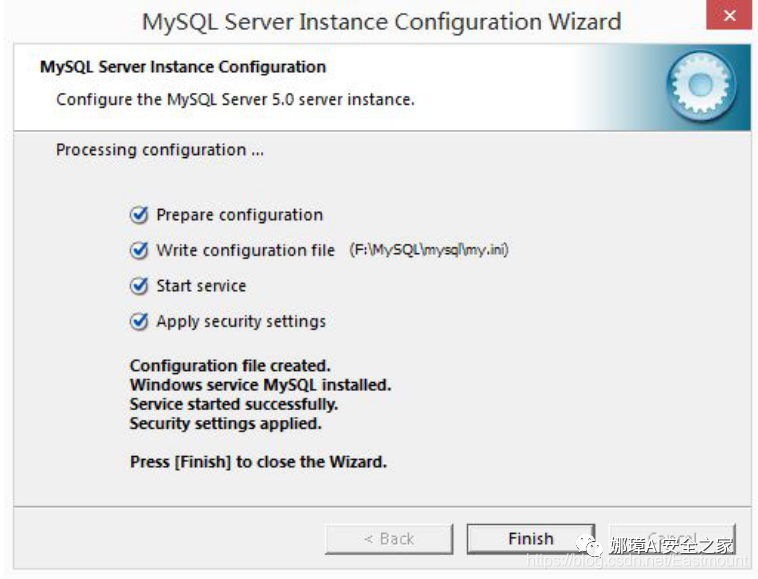 MySQL Server Instance Configuration Wizard
MySQL Server Instance Configuration
Configure the MySQL Server 5.0 server instance.
Processing configuration ...
Prepare configuration
Write configuration file (F:\MySQL\mysql\my.ini)
Start service
Apply security settings
Configuration file created.
Windows service MySQL installed.
Service started successfully.
Security settings applied.
Press [Finish] to close the Wizard.
< Back
Finish
Cancel
娜璋AI安全之家
https://blog.csdn.net/Eastmount